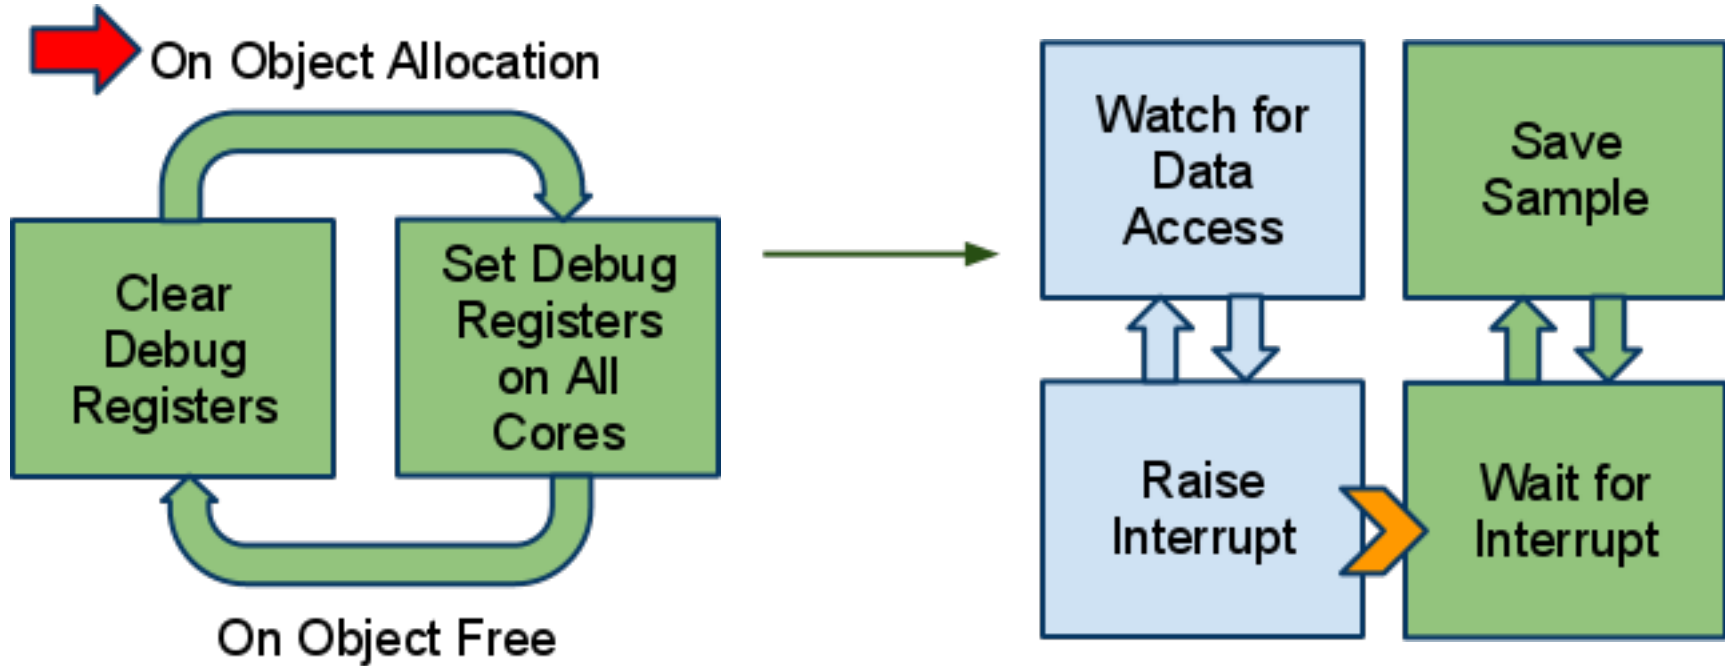 On Object Allocation
Clear
Debug
Registers
Set Debug
Registers
on All
Cores
On Object Free
Watch for
Data
Access
Save
Sample
Raise
Interrupt
Wait for
Interrupt